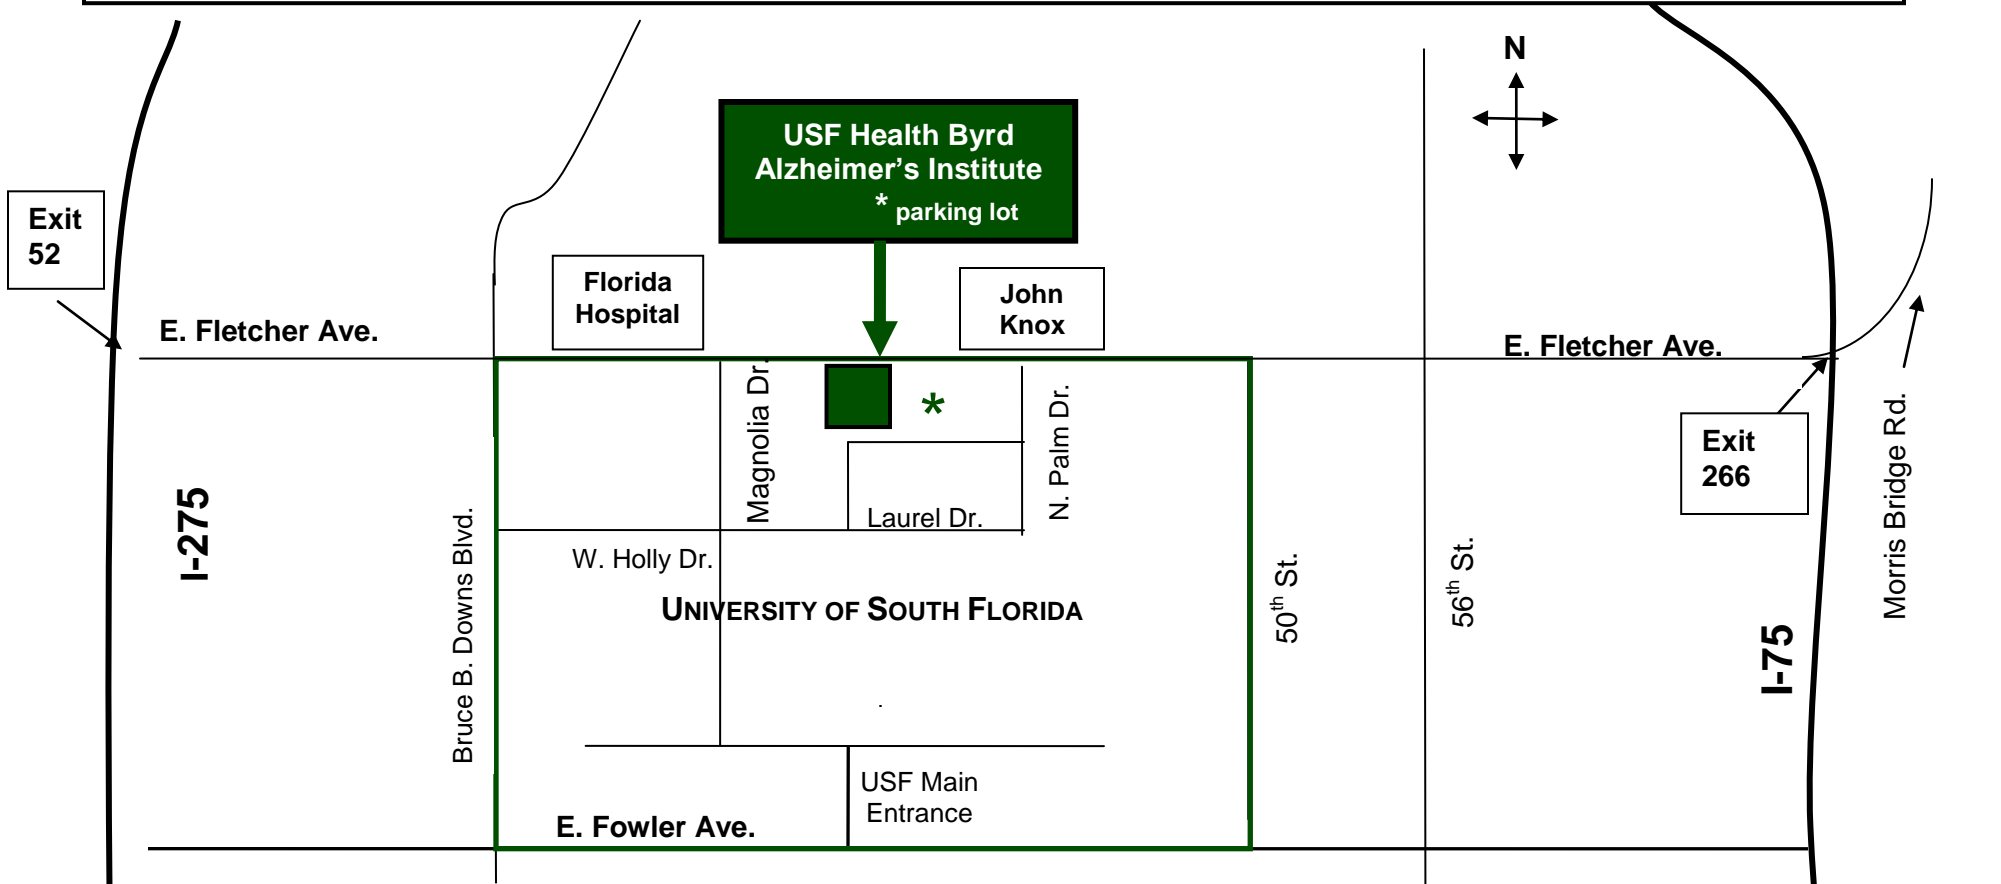 N
USF Health Byrd
Alzheimer’s Institute
* parking lot
Exit
52
Florida
Hospital
John
Knox
E. Fletcher Ave.
E. Fletcher Ave.
Magnolia Dr.
*
N. Palm Dr.
Exit
266
Morris Bridge Rd.
I-275
Bruce B. Downs Blvd.
Laurel Dr.
W. Holly Dr.
UNIVERSITY OF SOUTH FLORIDA
50th St.
56th St.
I-75
USF Main
Entrance
E. Fowler Ave.